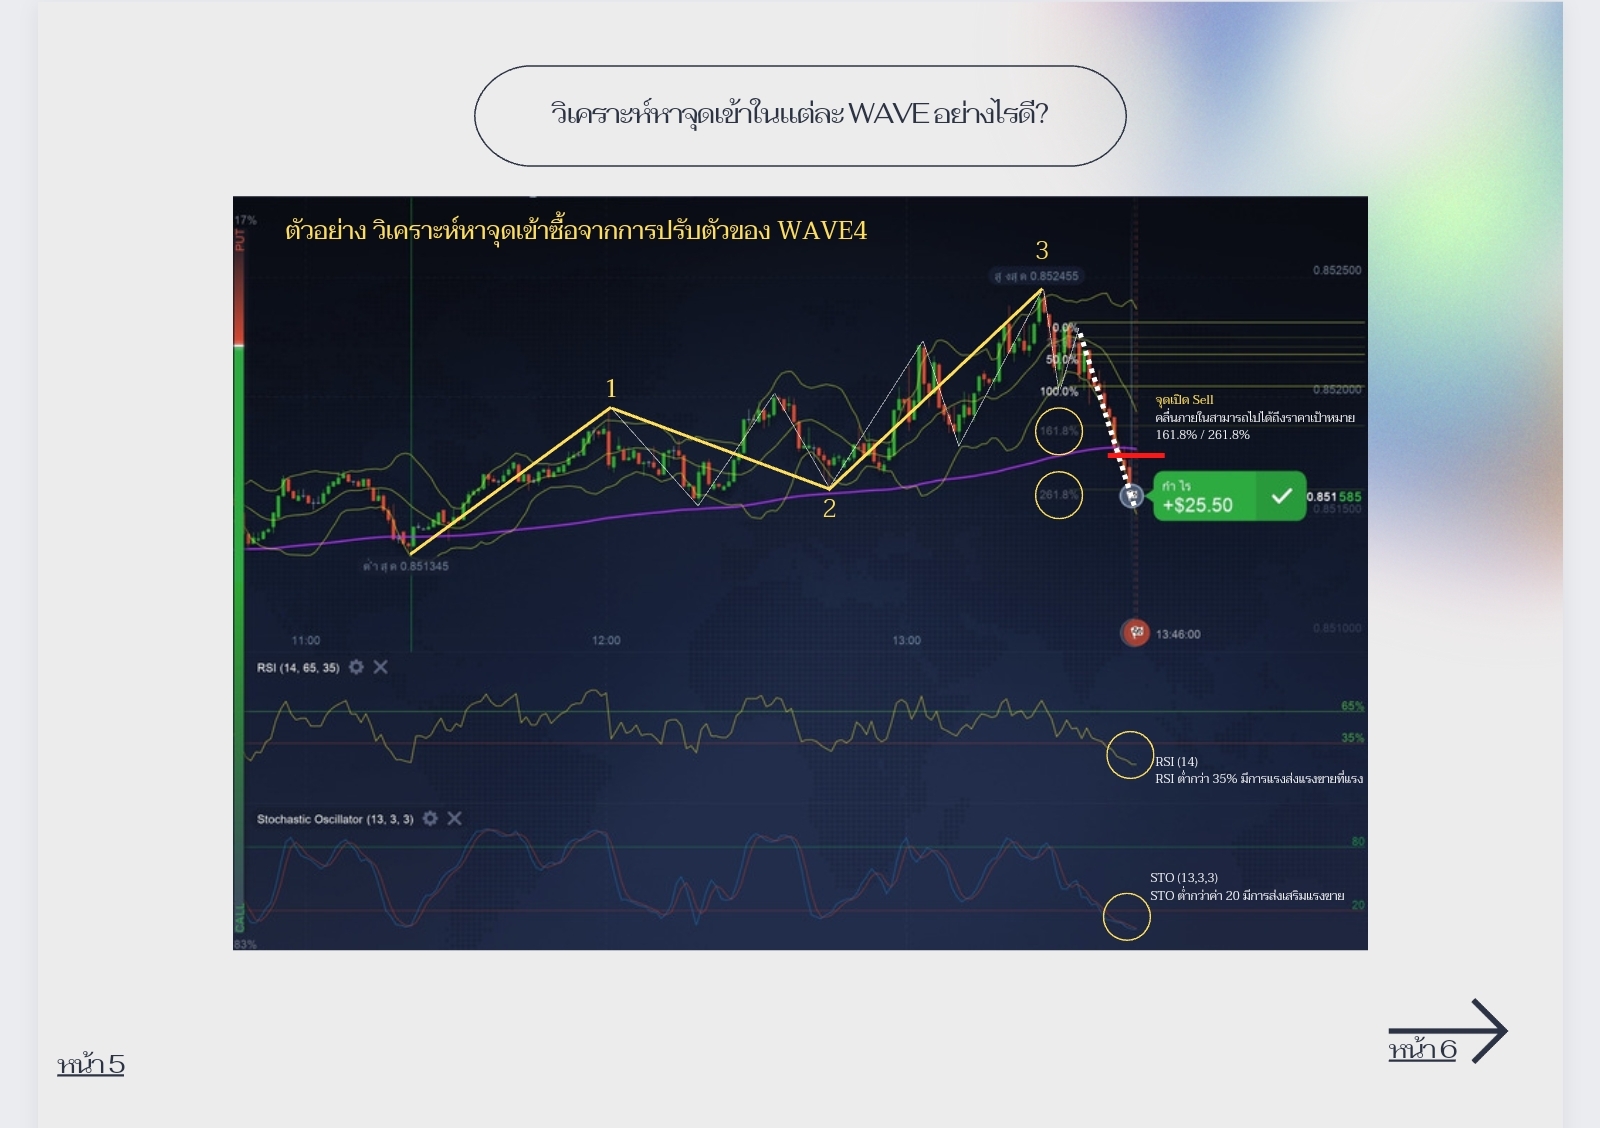 วิเคราะห์หาจุดเข้าในแต่ละ WAVE อย่างไรดี?
17%
PUT
ตัวอย่าง วิเคราะห์หาจุดเข้าซื้อจากการปรับตัวของ WAVE4
3
สูงสุด 0.852455
0.852500
0.0%
50.0%
100.0%
0.852000
1
จุดเปิด Sell
คลื่นภายในสามารถไปได้ถึงราคาเป้าหมาย
161.8% / 261.8%
161.8%
261.8%
2
กำไร
+$25.50
0.851585
0.851500
ต่ำสุด 0.851345
11:00
12:00
13:00
13:46:00
0.851000
RSI (14, 65, 35)
65%
35%
RSI (14)
RSI ต่ำกว่า 35% มีการแรงส่งแรงขายที่แรง
Stochastic Oscillator (13, 3, 3)
80
STO (13,3,3)
STO ต่ำกว่าค่า 20 มีการส่งเสริมแรงขาย
20
CALL
83%
หน้า 5
หน้า 6